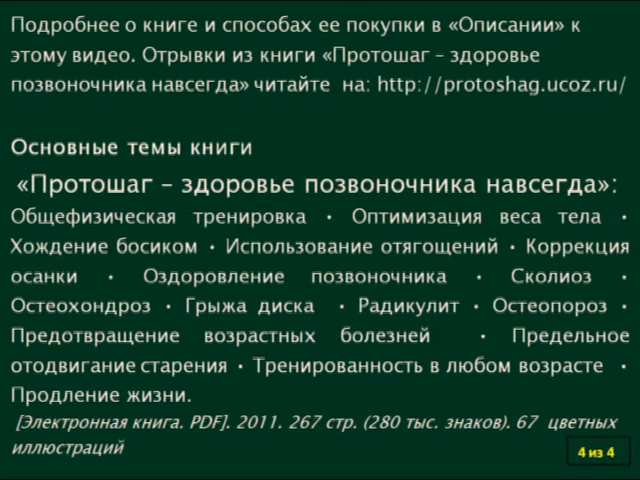 Подробнее о книге и способах ее покупки в «Описании» к
этому видео. Отрывки из книги «Протошаг – здоровье
позвоночника навсегда» читайте на: http://protoshag.ucoz.ru/
Основные темы книги
«Протошаг – здоровье позвоночника навсегда»:
Общефизическая тренировка • Оптимизация веса тела •
Хождение босиком • Использование отягощений • Коррекция
осанки • Оздоровление позвоночника • Сколиоз •
Остеохондроз • Грыжа диска • Радикулит • Остеопороз •
Предотвращение возрастных болезней • Предельное
отодвигание старения • Тренированность в любом возрасте •
Продление жизни.
[Электронная книга. PDF]. 2011. 267 стр. (280 тыс. знаков). 67 цветных
иллюстраций
4 из 4